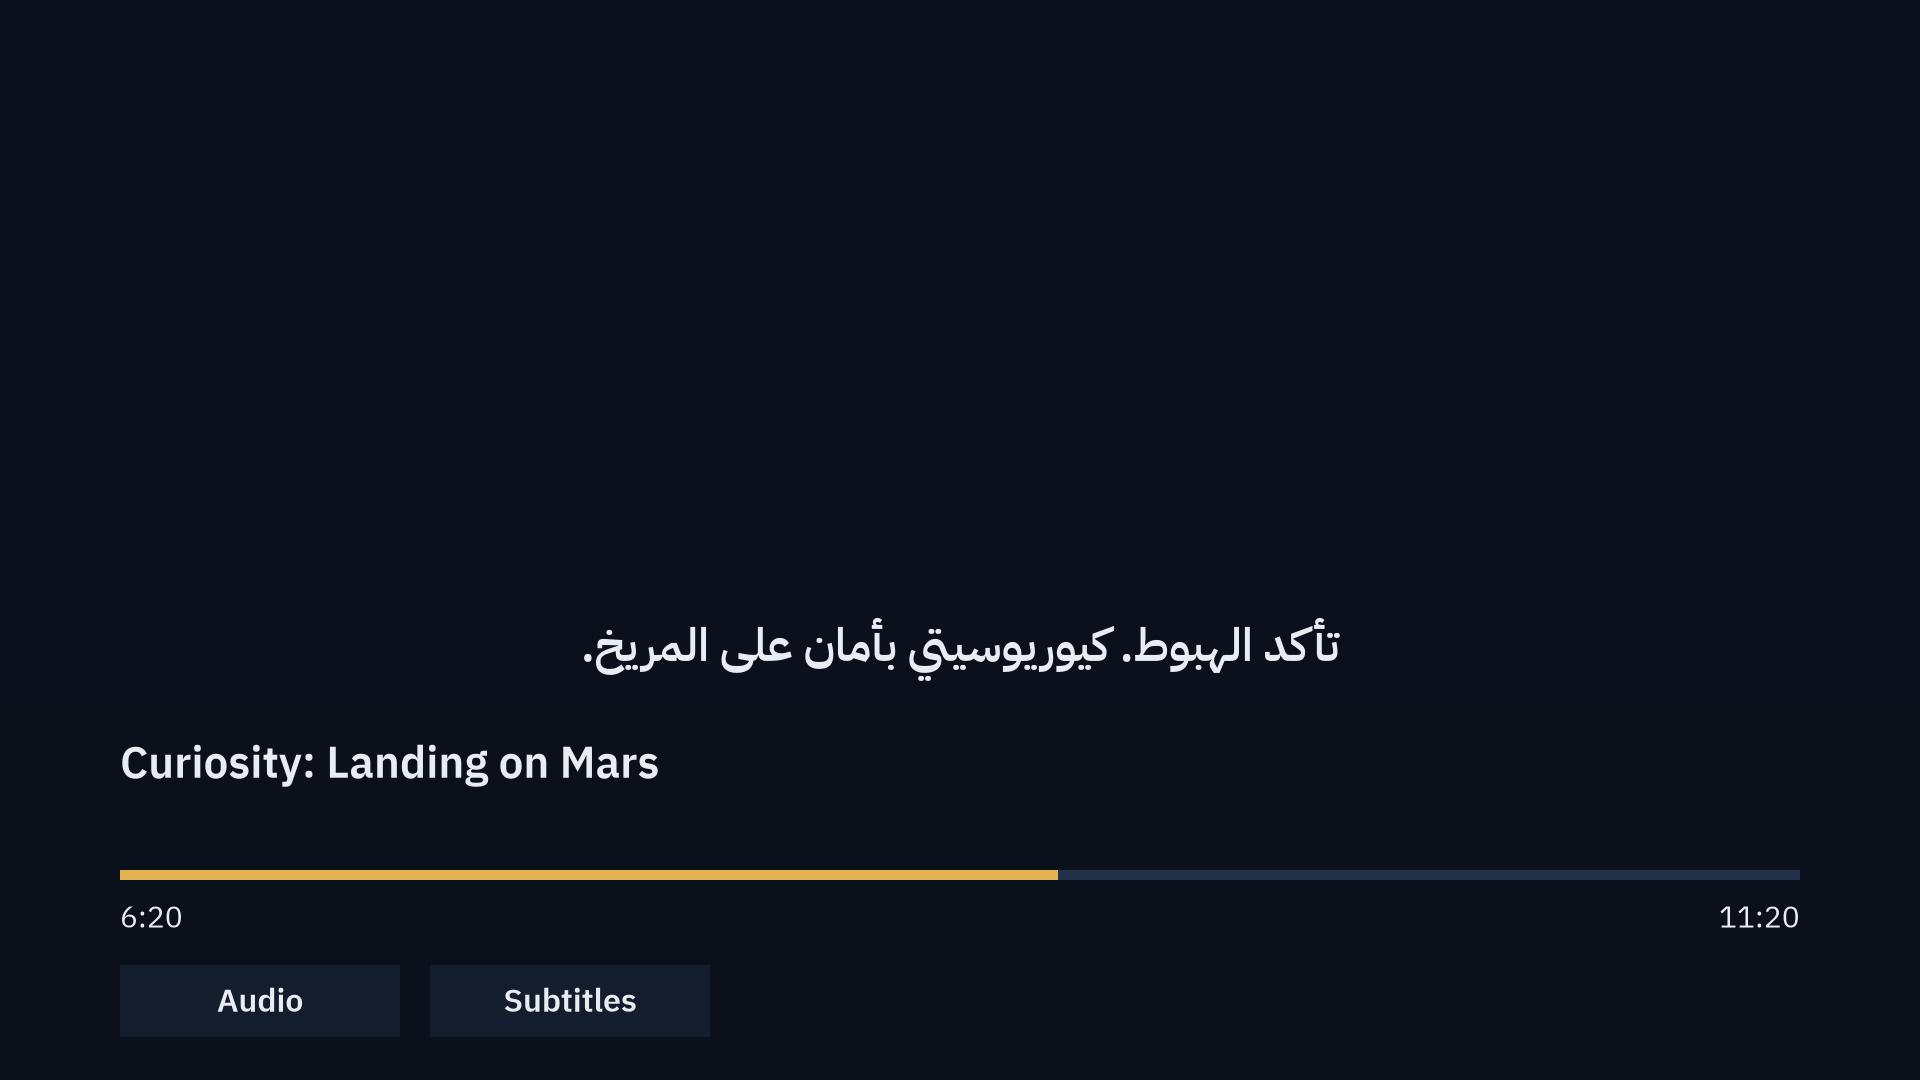 تأكد الهبوط. كيوريوسيتي بأمان على المريخ.
Curiosity: Landing on Mars
6:20
11:20
Audio
Subtitles